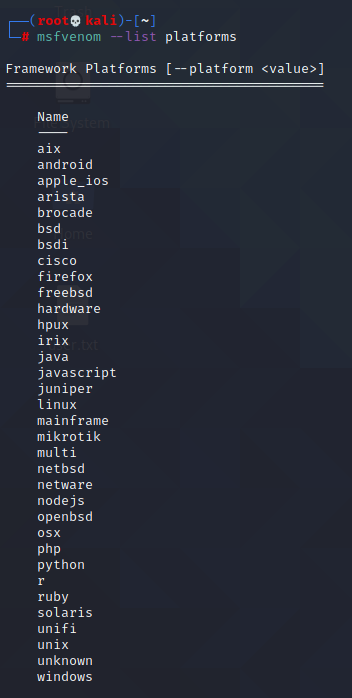 ┌──(root💀kali)-[~]
└─# msfvenom --list platforms
Framework Platforms [--platform <value>]
========================================
Name
----
aix
android
apple_ios
arista
brocade
bsd
bsdi
cisco
firefox
freebsd
hardware
hpux
irix
java
javascript
juniper
linux
mainframe
mikrotik
multi
netbsd
netware
nodejs
openbsd
osx
php
python
r
ruby
solaris
unifi
unix
unknown
windows